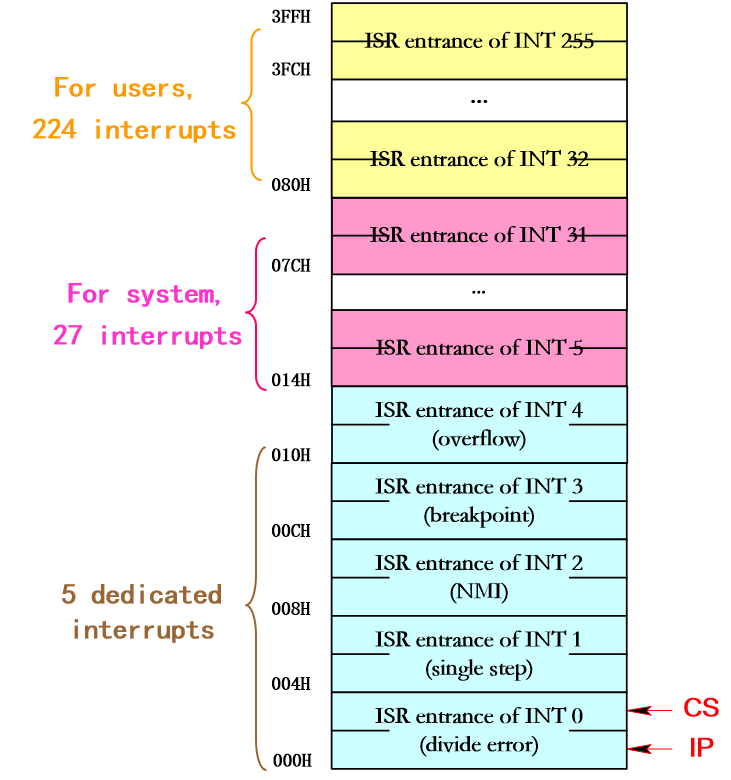 3FFH
ISR entrance of INT 255
3FCH
For users,
224 interrupts
...
ISR entrance of INT 32
080H
ISR entrance of INT 31
07CH
For system,
27 interrupts
...
ISR entrance of INT 5
014H
ISR entrance of INT 4
(overflow)
010H
ISR entrance of INT 3
(breakpoint)
00CH
ISR entrance of INT 2
(NMI)
5 dedicated
interrupts
008H
ISR entrance of INT 1
(single step)
004H
ISR entrance of INT 0
(divide error)
CS
IP
000H